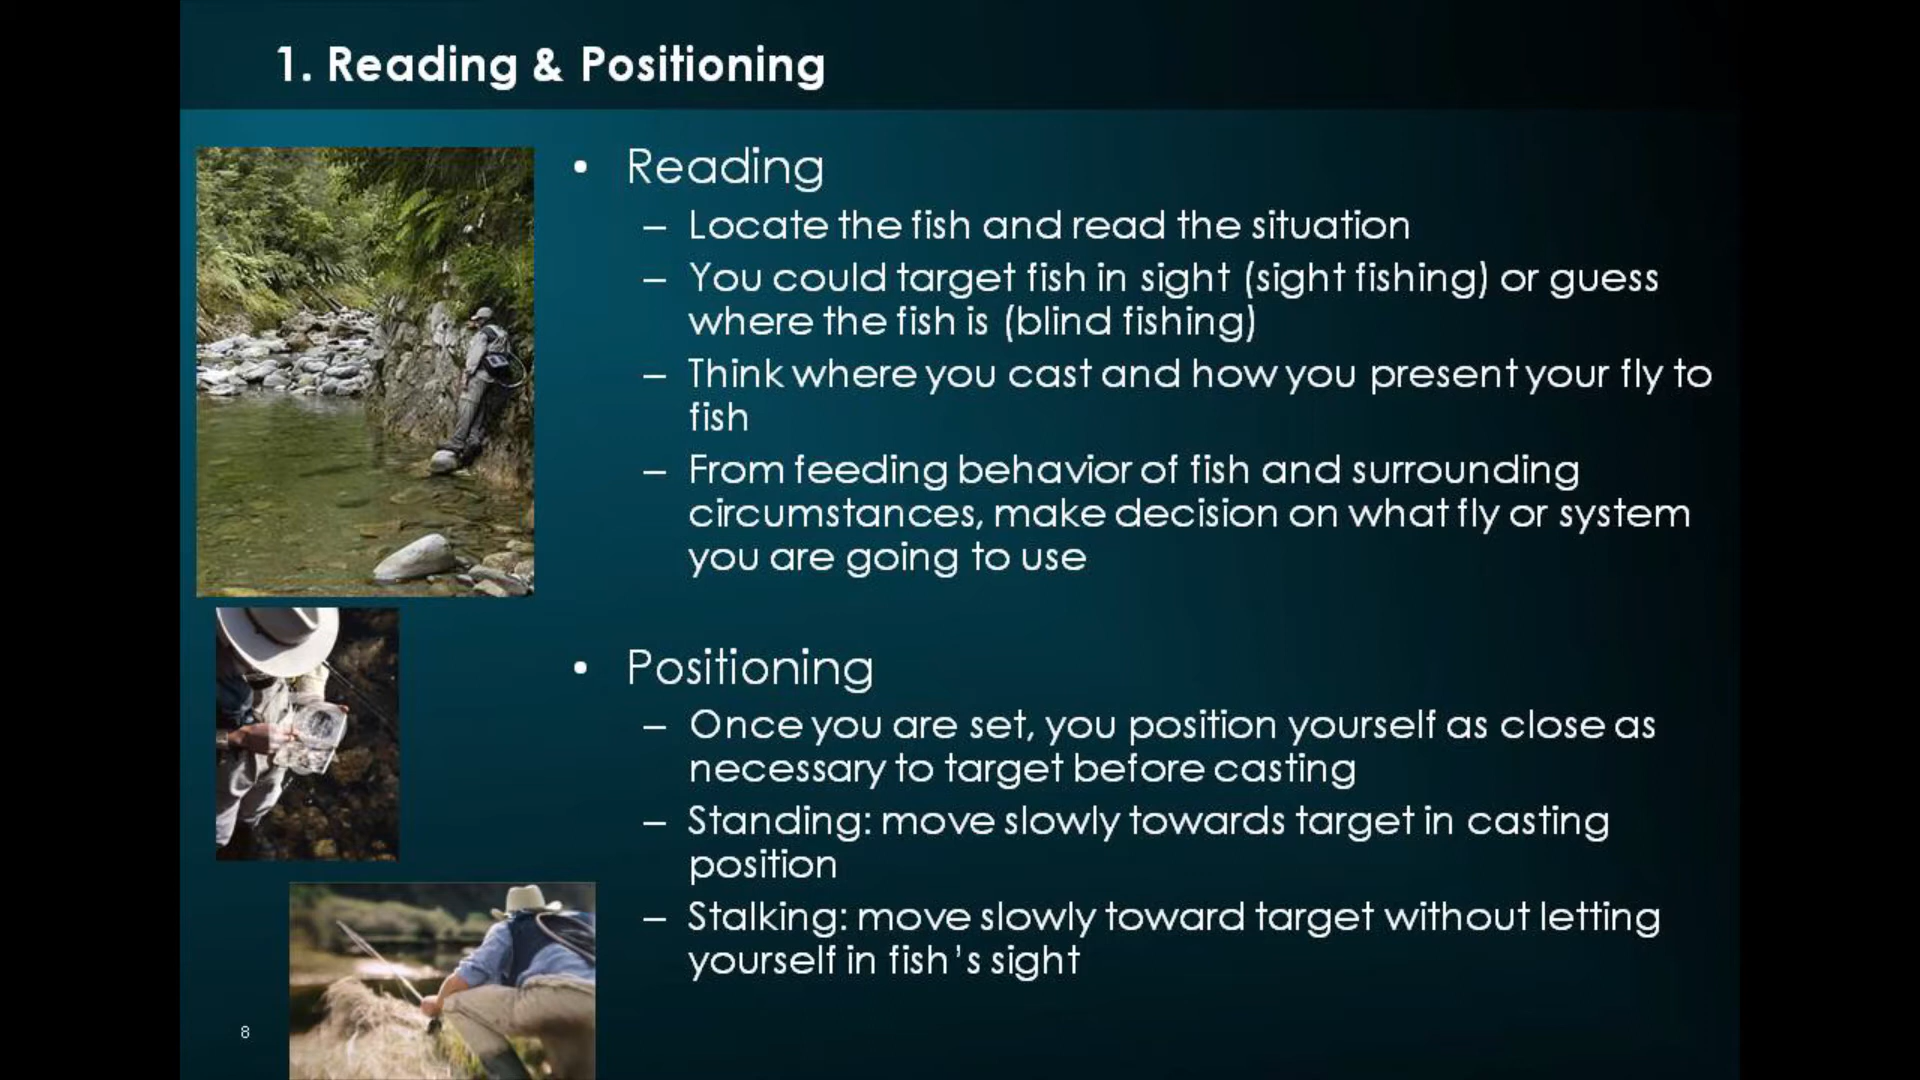 1. Reading & Positioning
• Reading
– Locate the fish and read the situation
– You could target fish in sight (sight fishing) or guess
where the fish is (blind fishing)
– Think where you cast and how you present your fly to
fish
– From feeding behavior of fish and surrounding
circumstances, make decision on what fly or system
you are going to use
• Positioning
– Once you are set, you position yourself as close as
necessary to target before casting
– Standing: move slowly towards target in casting
position
– Stalking: move slowly toward target without letting
yourself in fish's sight
8